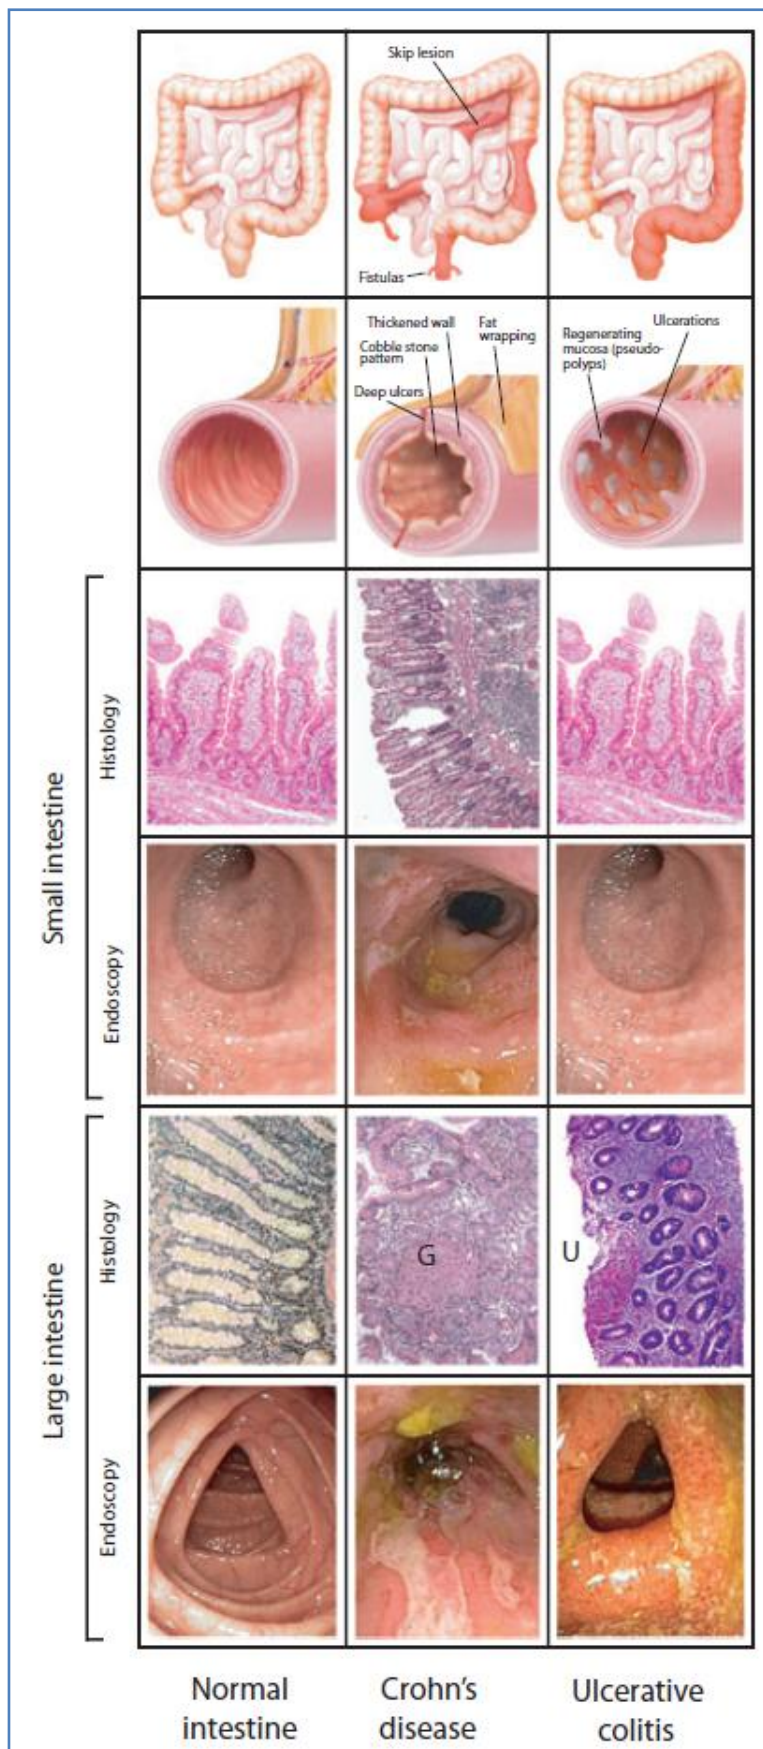 Skip lesion
Fistulas
Thickened wall
Cobble stone
pattern
Deep ulcers
Fat
wrapping
Ulcerations
Regenerating
mucosa (pseudo-
polyps)
Small intestine
Histology
Endoscopy
Large intestine
Histology
G
U
Endoscopy
Normal
intestine
Crohn's
disease
Ulcerative
colitis